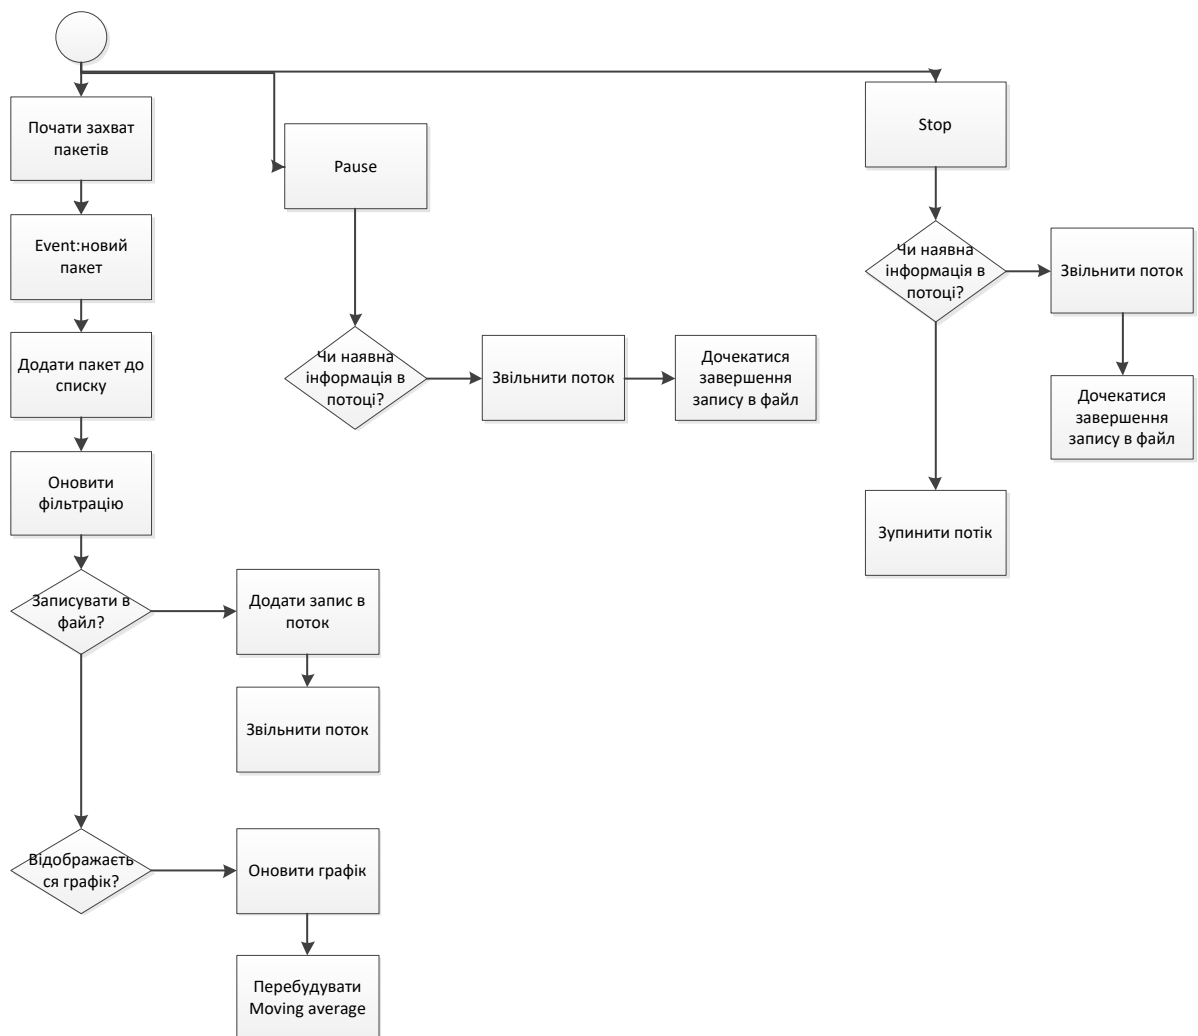 Почати захват
пакетів
Event:новий
пакет
Додати пакет до
списку
Оновити
фільтрацію
Записувати в
файл?
Додати запис в
поток
Звільнити поток
Відображаєть
ся графік?
Оновити графік
Перебудувати
Moving average
Pause
Чи наявна
інформація в
потоці?
Звільнити поток
Дочекатися
завершення
запису в файл
Stop
Чи наявна
інформація в
потоці?
Звільнити поток
Дочекатися
завершення
запису в файл
Зупинити потік